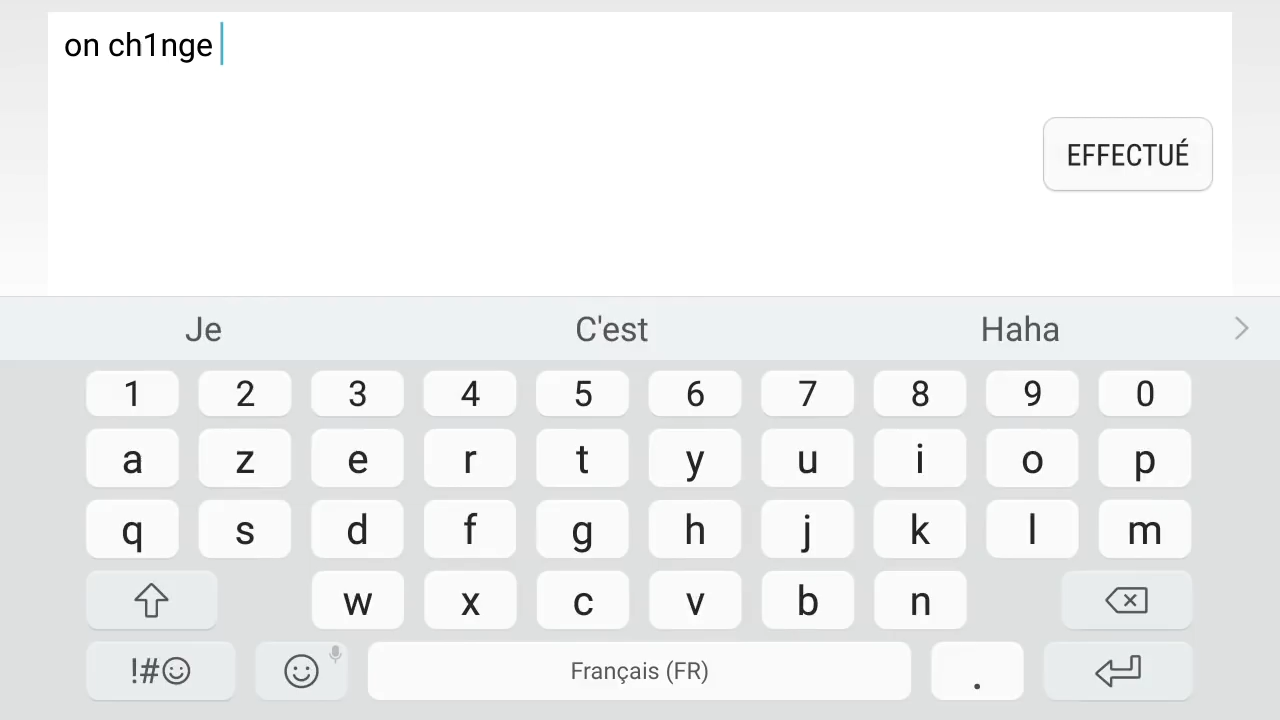 on ch1nge
EFFECTUÉ
Je C'est Haha
1 2 3 4 5 6 7 8 9 0
a z e r t y u i o p
q s d f g h j k l m
w x c v b n
!#☺ Français (FR) .